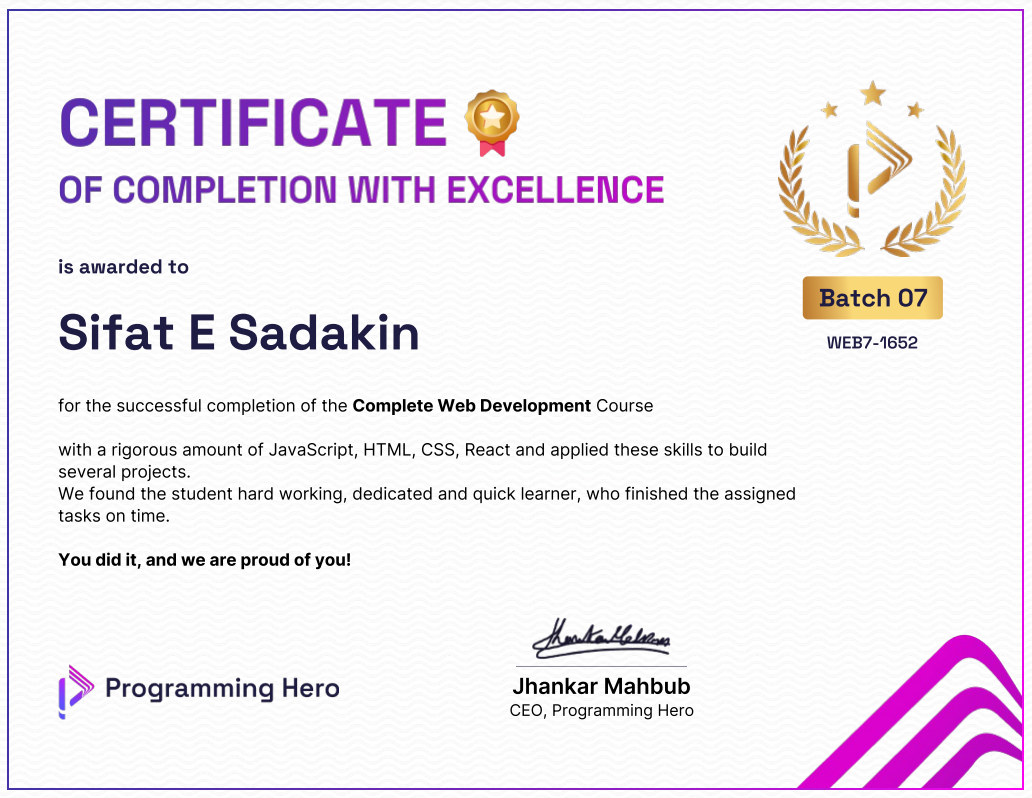 CERTIFICATE
OF COMPLETION WITH EXCELLENCE
is awarded to
Sifat E Sadakin
Batch 07
WEB7-1652
for the successful completion of the Complete Web Development Course
with a rigorous amount of JavaScript, HTML, CSS, React and applied these skills to build
several projects.
We found the student hard working, dedicated and quick learner, who finished the assigned
tasks on time.
You did it, and we are proud of you!
Programming Hero
Jhankar Mahbub
CEO, Programming Hero